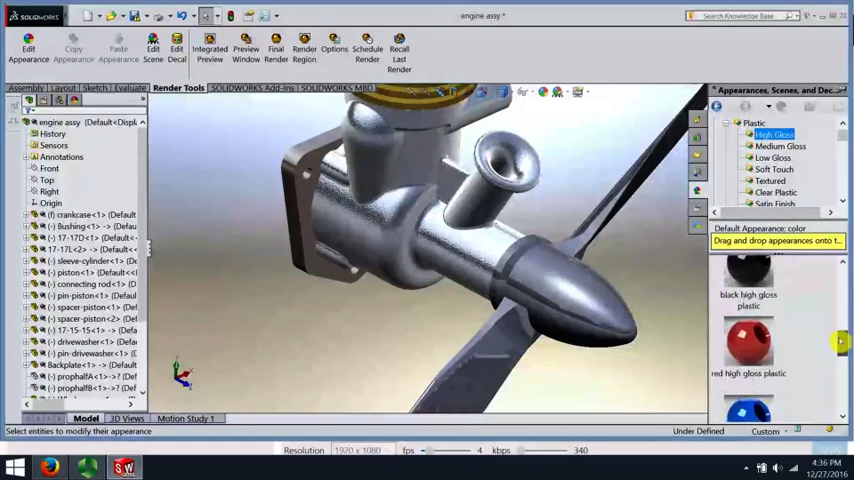 SOLIDWORKS
engine assy *
Search Knowledge Base
Edit Appearance
Copy Appearance
Paste Appearance
Edit Scene
Edit Decal
Integrated Preview
Preview Window
Final Render
Render Region
Options
Schedule Render
Recall Last Render
Assembly Layout Sketch Evaluate Render Tools SOLIDWORKS Add-Ins SOLIDWORKS MBD
Appearances, Scenes, and Dec...
engine assy (Default<Displ
History
Sensors
Annotations
Front
Top
Right
Origin
(f) crankcase<1> (Default
(-) Bushing<1> -> (Default
(-) 17-17D<1> -> (Default
17-17L<2> -> (Default
(-) sleeve-cylinder<1> (De
(-) piston<1> (Default<<De
(-) connecting rod<1> (De
(-) pin-piston<1> (Default
(-) spacer-piston<1> (Def
(-) spacer-piston<2> (Def
(-) 17-15-15<1> -> (Defau
(-) drivewasher<1> (Defau
(-) pin-drivewasher<1> (D
Backplate<1> -> (Default<
(-) prophalfA<1>->? (Defa
(-) prophalfB<1>->? (Defa
Plastic
High Gloss
Medium Gloss
Low Gloss
Soft Touch
Textured
Clear Plastic
Satin Finish
Default Appearance: color
Drag and drop appearances onto t...
black high gloss
plastic
red high gloss plastic
Model 3D Views Motion Study 1
Select entities to modify their appearance
Under Defined
Custom
Resolution 1920 x 1080 fps 4 kbps 340
Apply
4:36 PM
12/27/2016